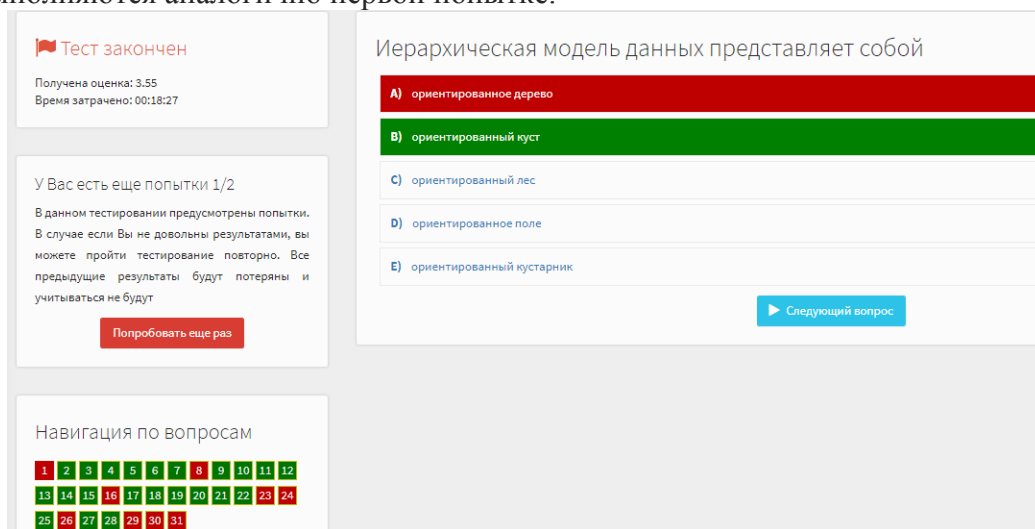 аналогично первой попытке.
Тест закончен
Получена оценка: 3.55
Время затрачено: 00:18:27
У Вас есть еще попытки 1/2
В данном тестировании предусмотрены попытки.
В случае если Вы не довольны результатами, вы
можете пройти тестирование повторно. Все
предыдущие результаты будут потеряны и
учитываться не будут
Попробовать еще раз
Навигация по вопросам
1 2 3 4 5 6 7 8 9 10 11 12
13 14 15 16 17 18 19 20 21 22 23 24
25 26 27 28 29 30 31
Иерархическая модель данных представляет собой
A) ориентированное дерево
B) ориентированный куст
C) ориентированный лес
D) ориентированное поле
E) ориентированный кустарник
Следующий вопрос